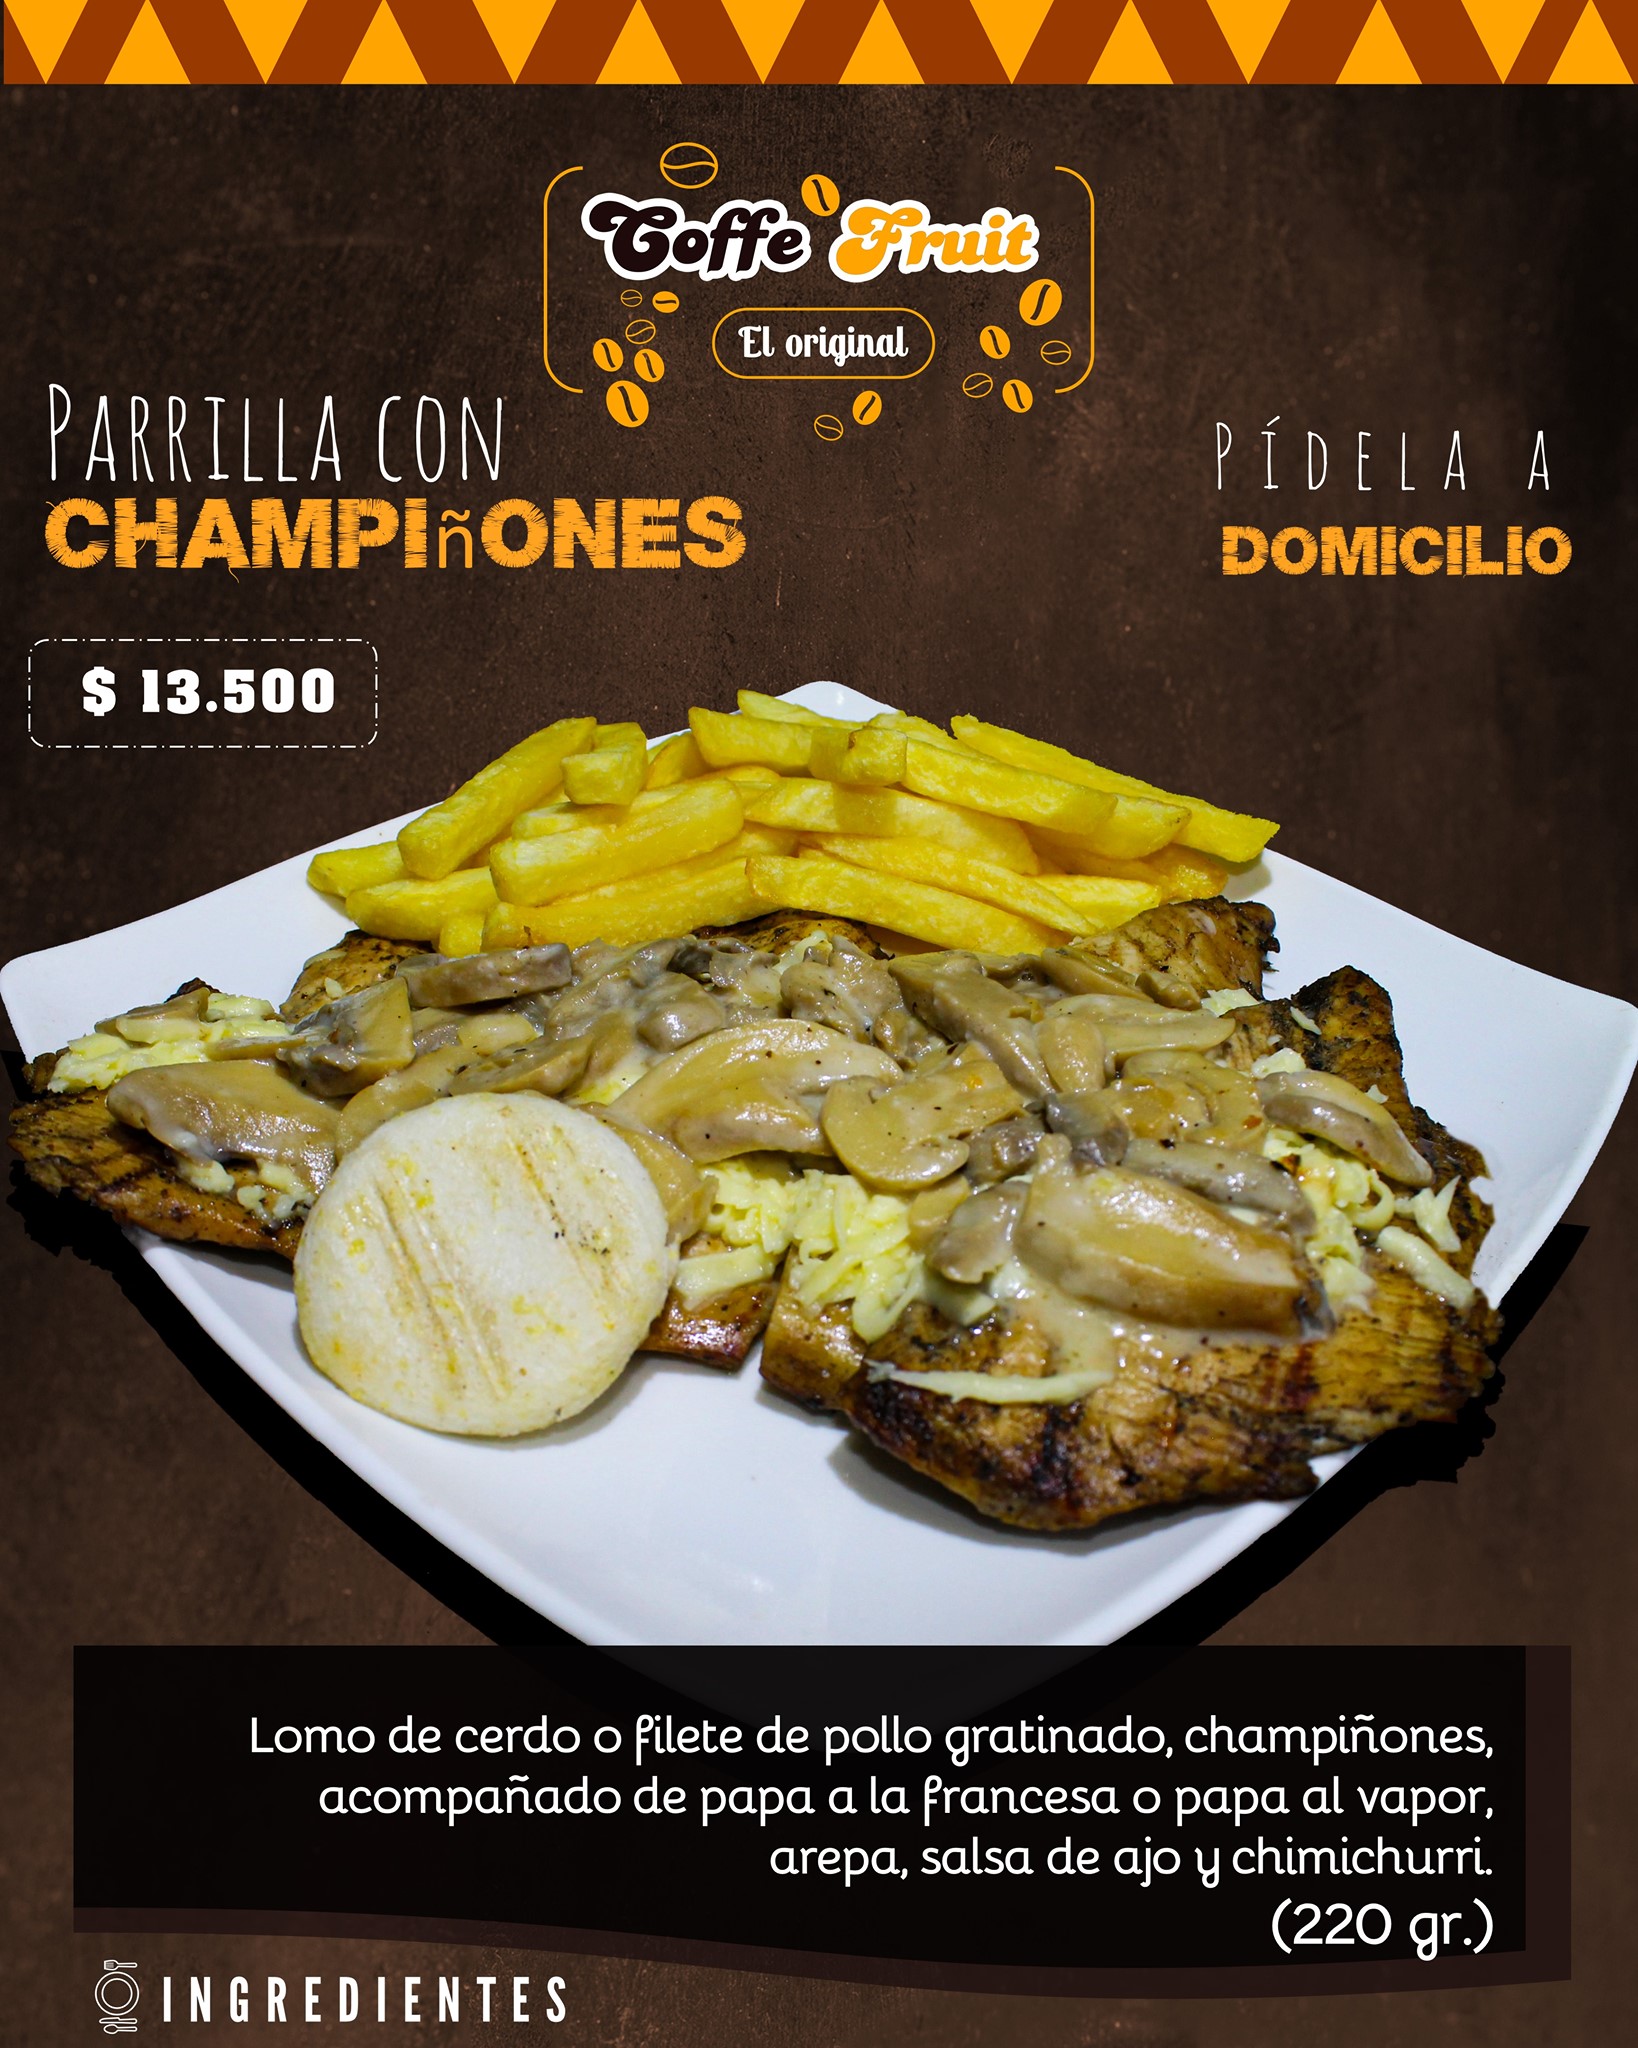 Coffe Fruit
El original
PARRILLA CON
CHAMPIñONES
PÍDELA A
DOMICILIO
$ 13.500
Lomo de cerdo o filete de pollo gratinado, champiñones,
acompañado de papa a la francesa o papa al vapor,
arepa, salsa de ajo y chimichurri.
(220 gr.)
INGREDIENTES